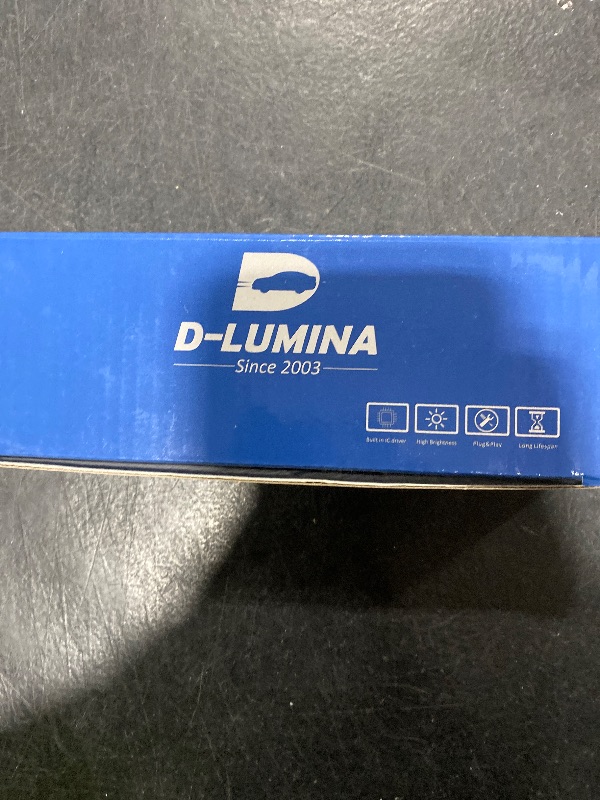 D-LUMINA
Since 2003
Built in IC driver High Brightness Plug&Play Long Lifespan